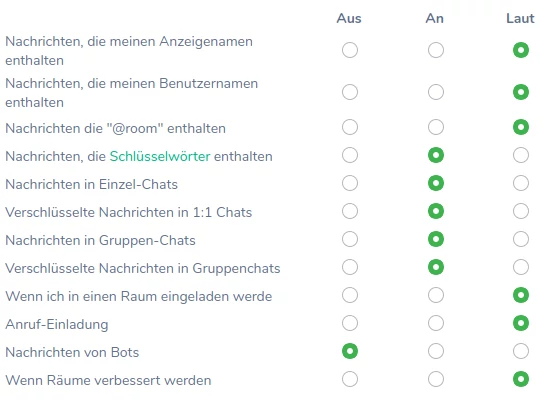 Aus An Laut
Nachrichten, die meinen Anzeigenamen
enthalten
Nachrichten, die meinen Benutzernamen
enthalten
Nachrichten die "@room" enthalten
Nachrichten, die Schlüsselwörter enthalten
Nachrichten in Einzel-Chats
Verschlüsselte Nachrichten in 1:1 Chats
Nachrichten in Gruppen-Chats
Verschlüsselte Nachrichten in Gruppenchats
Wenn ich in einen Raum eingeladen werde
Anruf-Einladung
Nachrichten von Bots
Wenn Räume verbessert werden